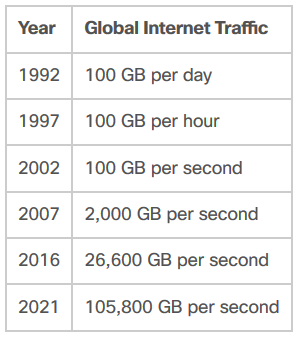 Year Global Internet Traffic
1992 100 GB per day
1997 100 GB per hour
2002 100 GB per second
2007 2,000 GB per second
2016 26,600 GB per second
2021 105,800 GB per second